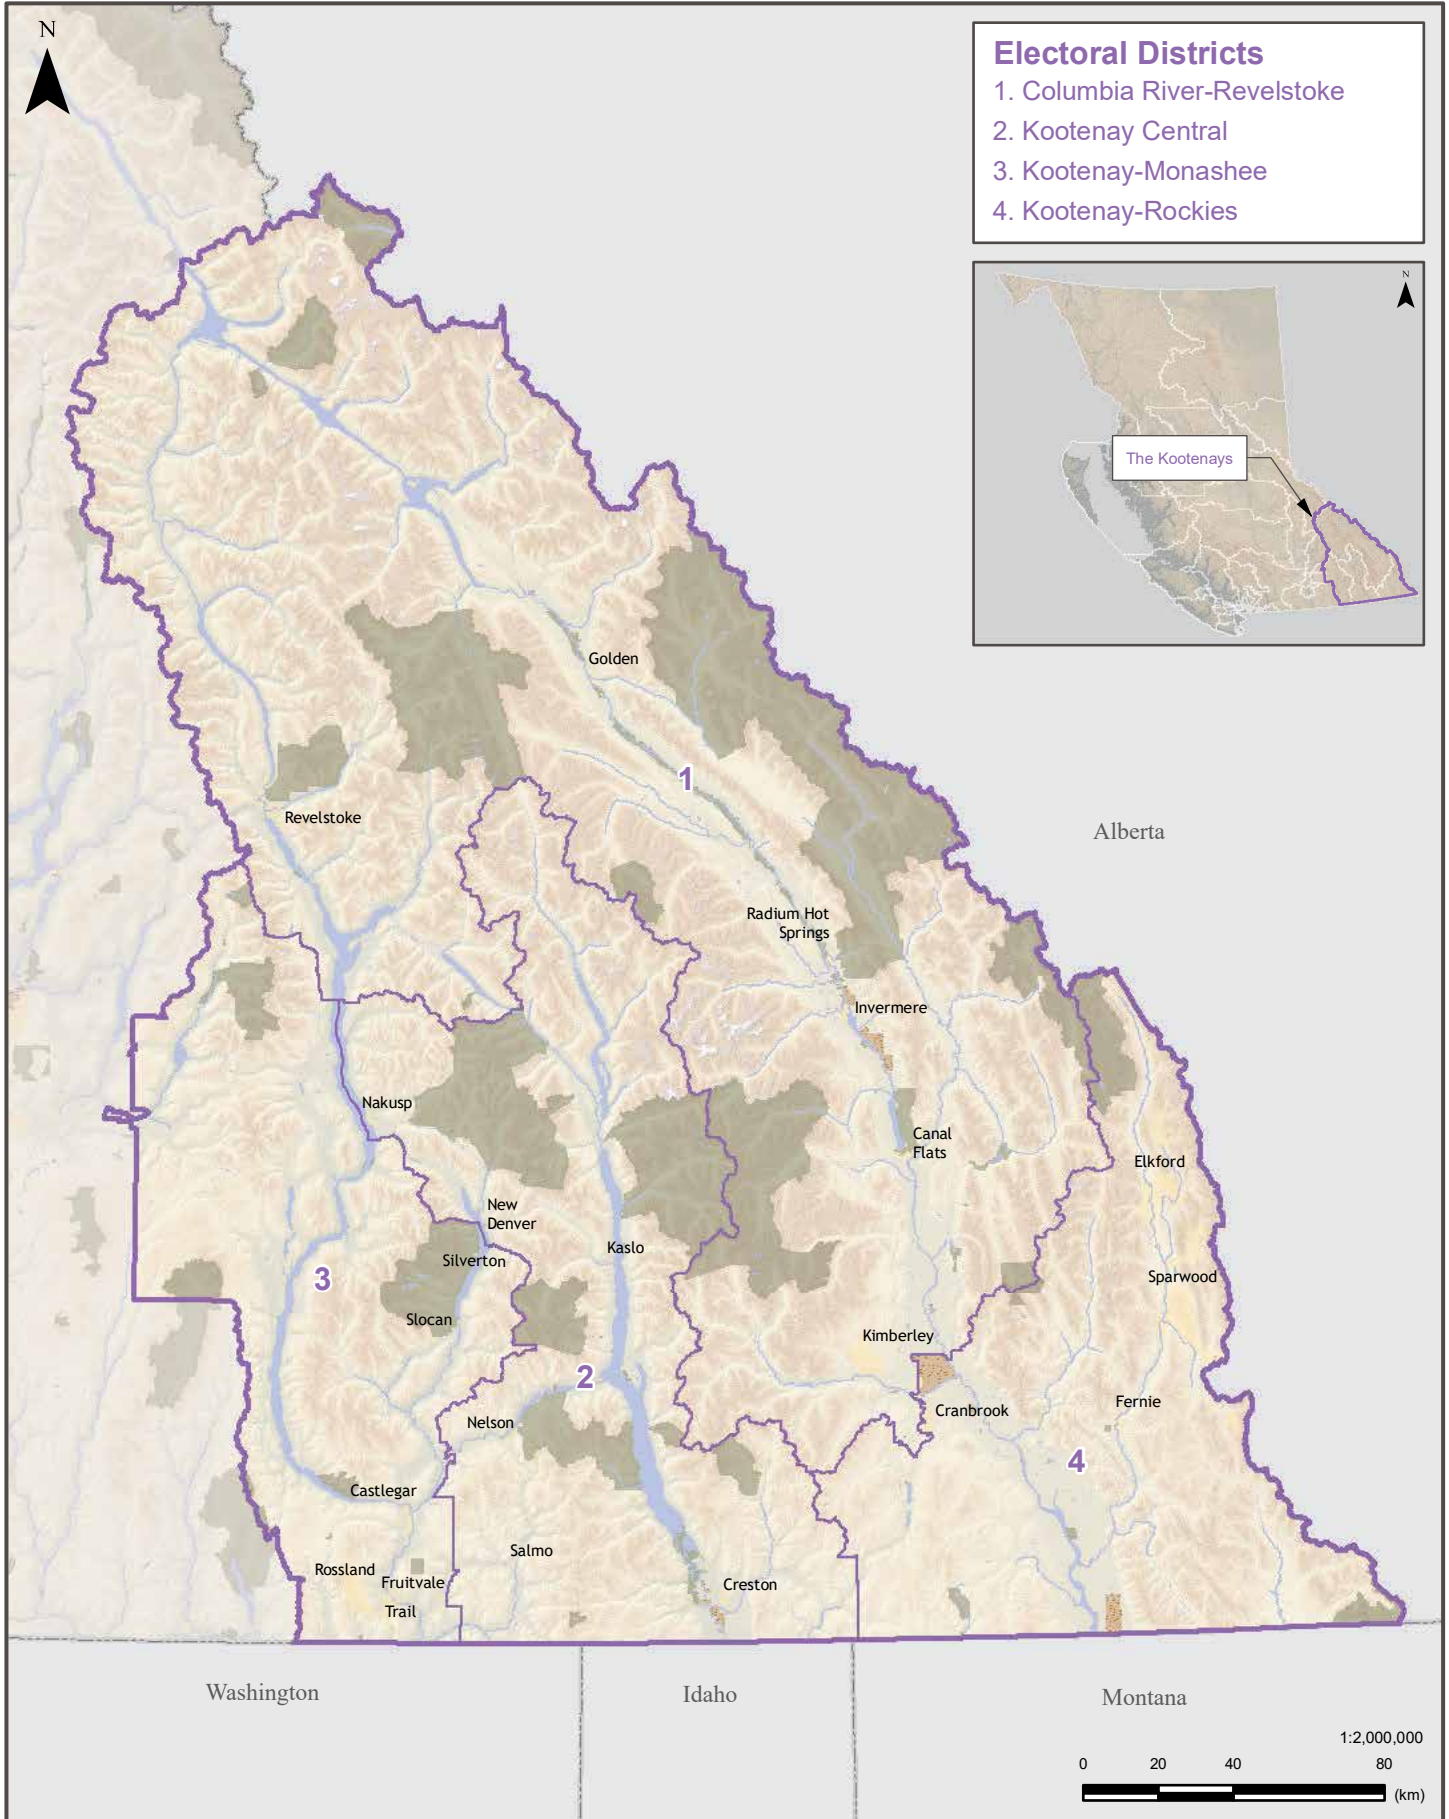 N
Electoral Districts
1. Columbia River-Revelstoke
2. Kootenay Central
3. Kootenay-Monashee
4. Kootenay-Rockies
N
The Kootenays
Golden
1
Revelstoke
Alberta
Radium Hot
Springs
Invermere
Nakusp
Canal
Flats
Elkford
New
Denver
Kaslo
Silverton
3
Sparwood
Slocan
Kimberley
2
Fernie
Cranbrook
Nelson
4
Castlegar
Salmo
Rossland
Fruitvale
Creston
Trail
Washington
Idaho
Montana
1:2,000,000
0 20 40 80
(km)